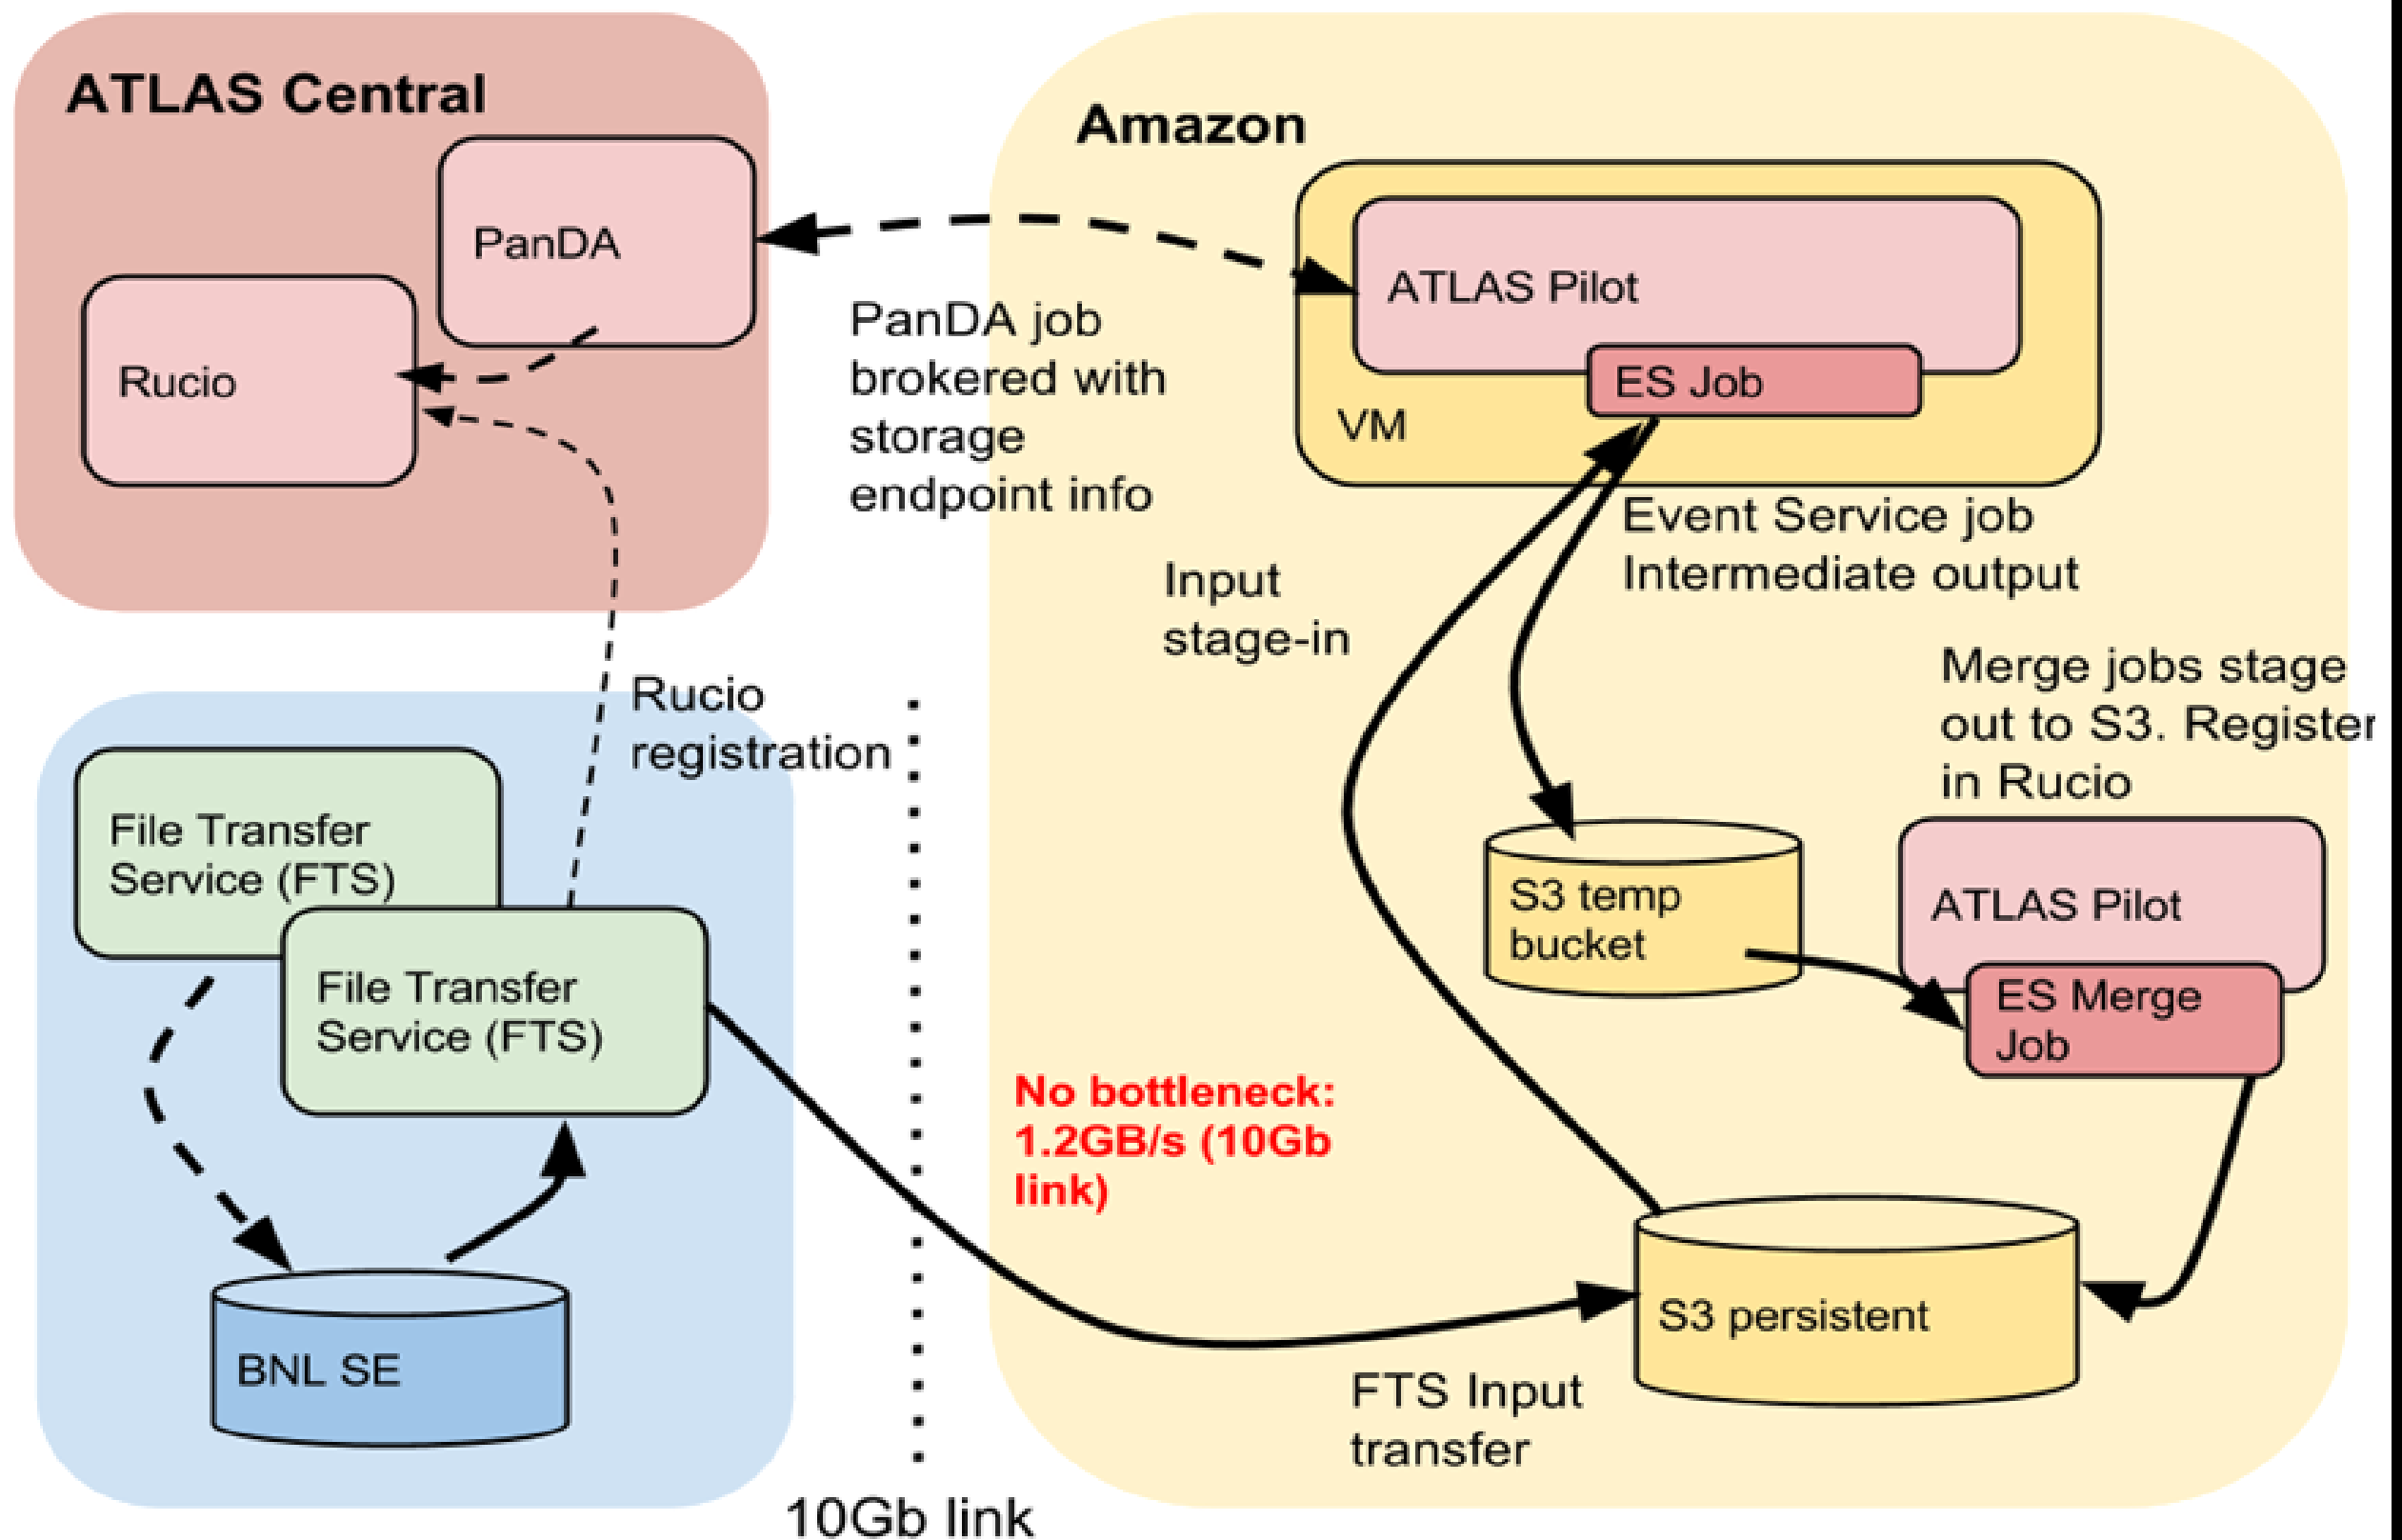 ATLAS Central
PanDA
Rucio
Amazon
ATLAS Pilot
ES Job
VM
PanDA job
brokered with
storage
endpoint info
Event Service job
Intermediate output
Input
stage-in
Merge jobs stage
out to S3. Register
in Rucio
Rucio
registration
File Transfer
Service (FTS)
File Transfer
Service (FTS)
S3 temp
bucket
ATLAS Pilot
ES Merge
Job
No bottleneck:
1.2GB/s (10Gb
link)
BNL SE
S3 persistent
FTS Input
transfer
10Gb link